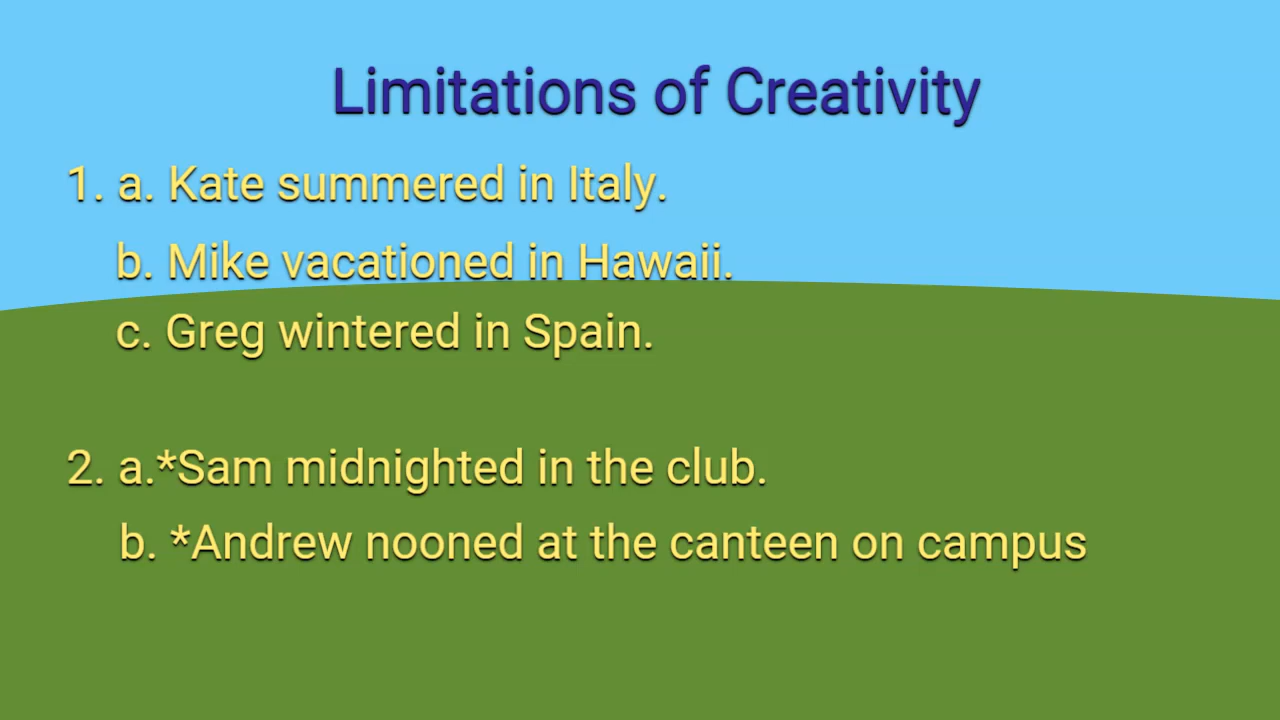 Limitations of Creativity
1. a. Kate summered in Italy.
b. Mike vacationed in Hawaii.
c. Greg wintered in Spain.
2. a.*Sam midnighted in the club.
b. *Andrew nooned at the canteen on campus